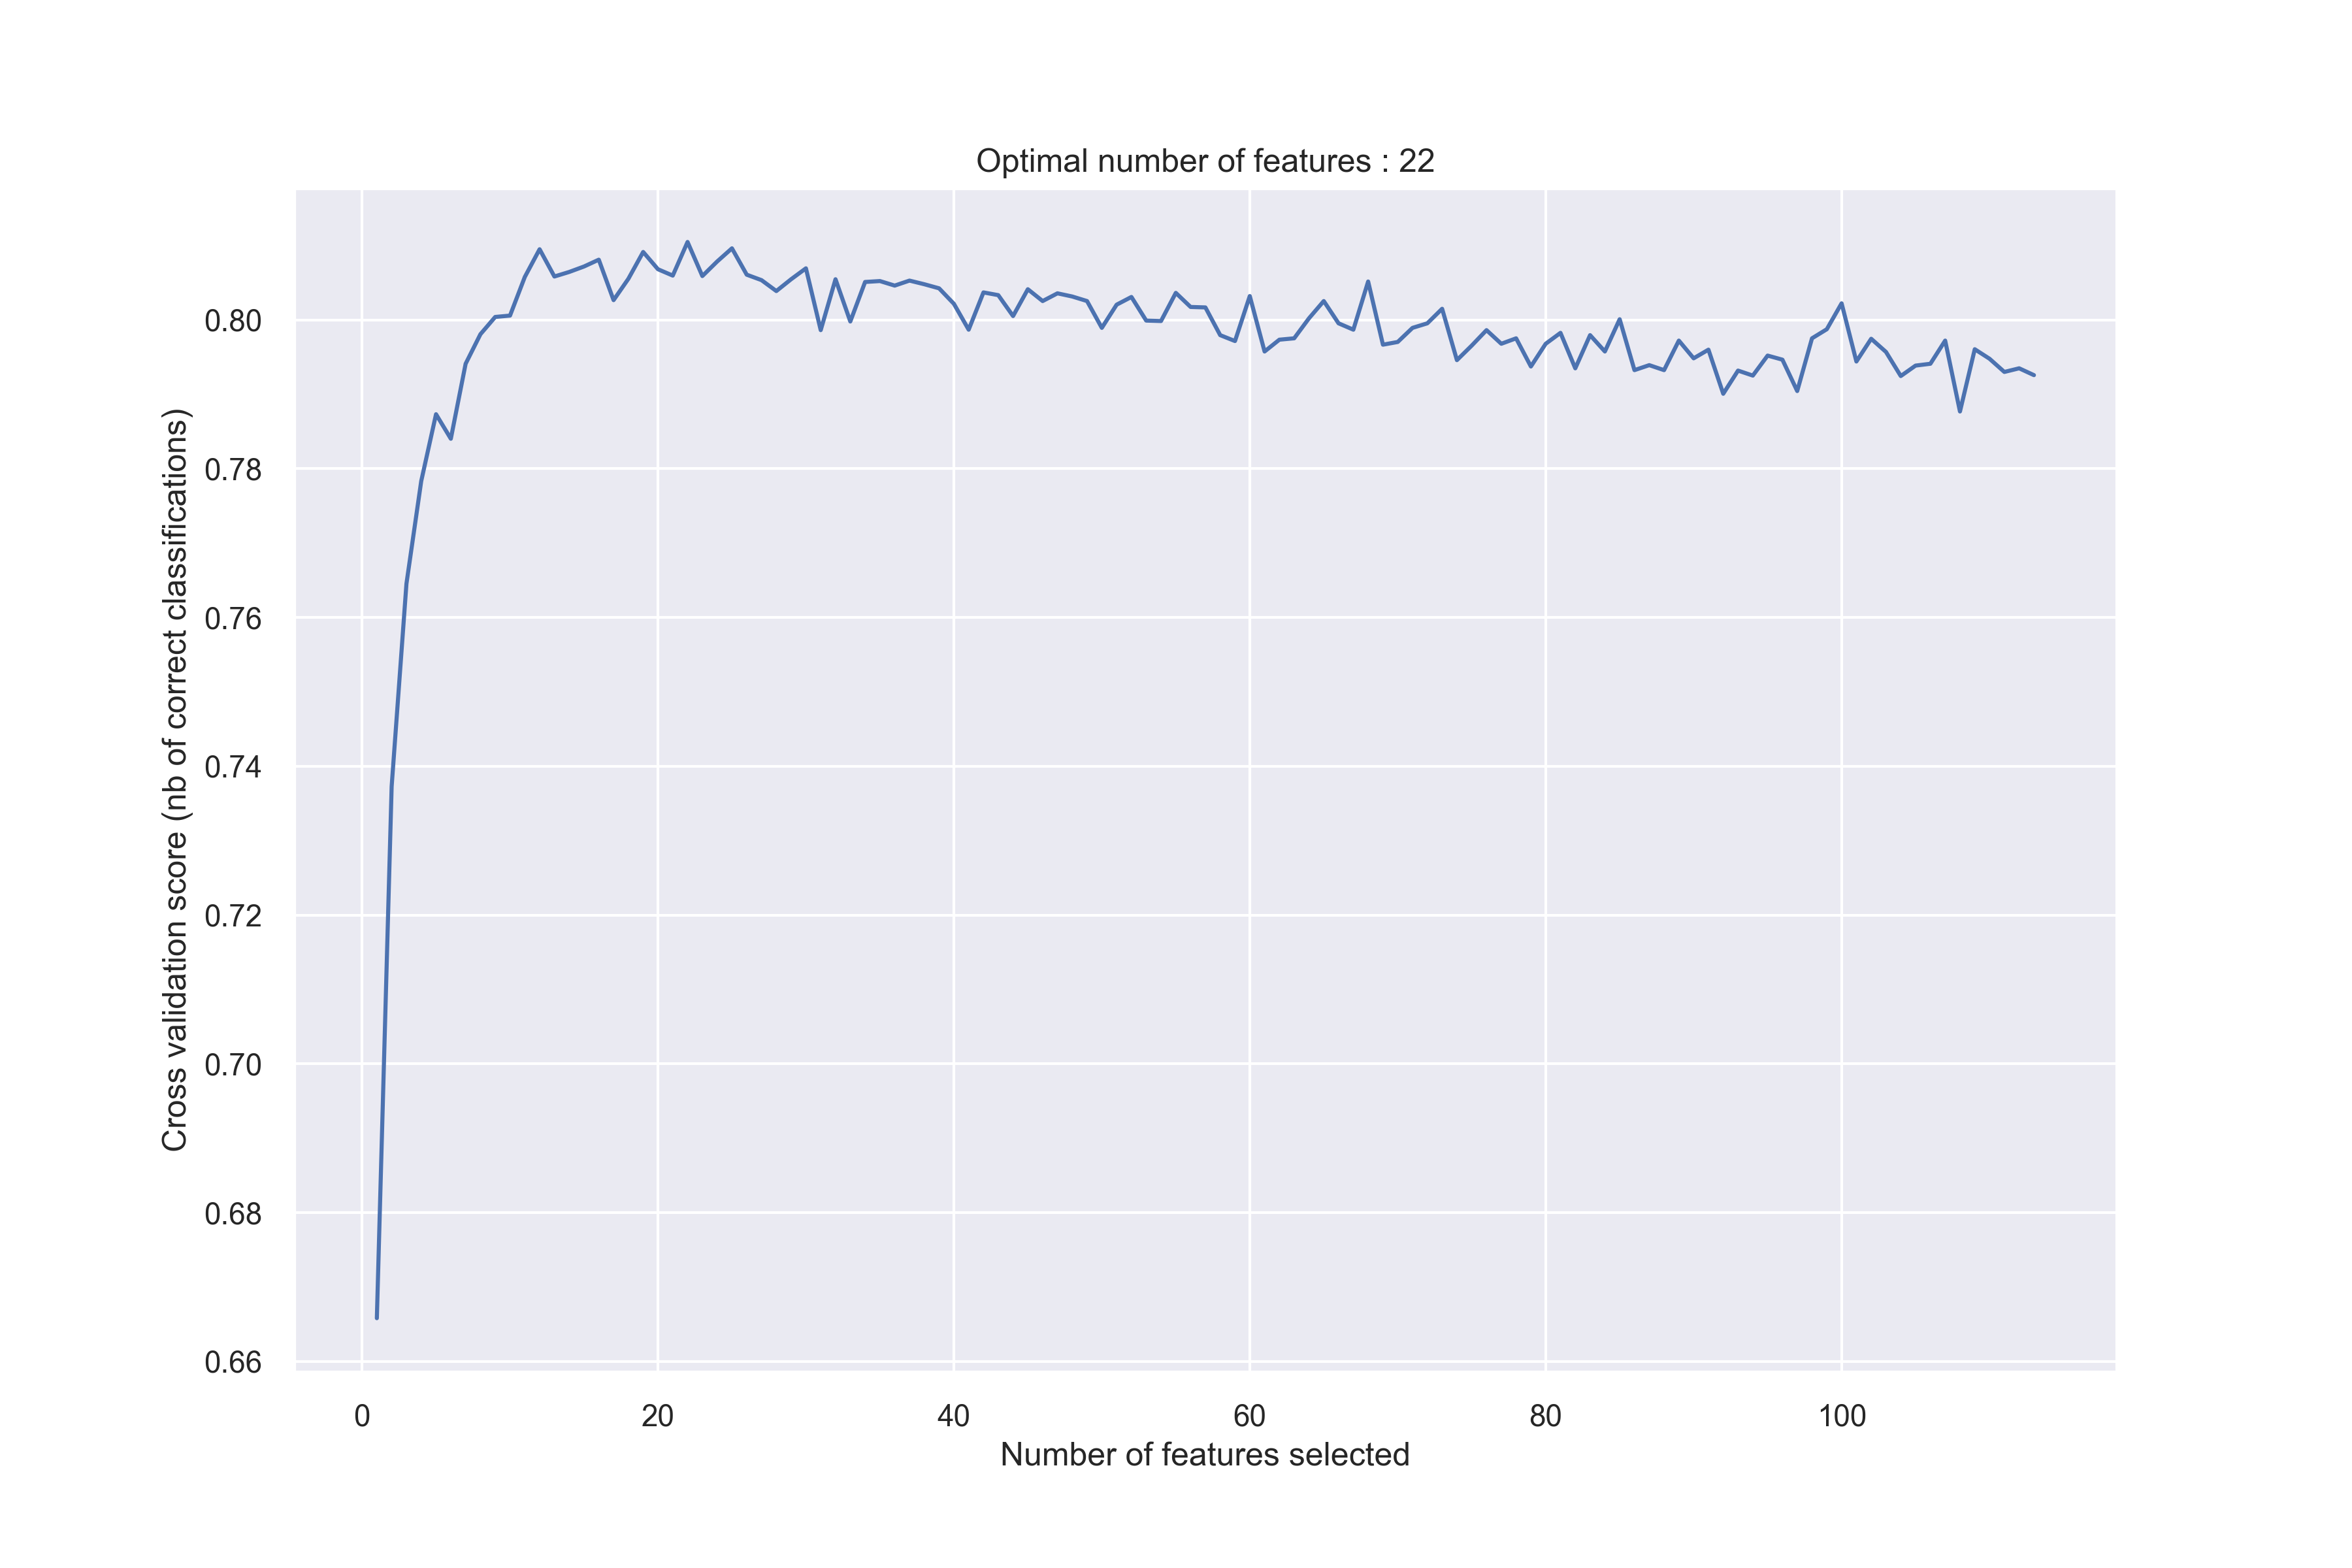 Optimal number of features : 22
Cross validation score (nb of correct classifications)
0.80
0.78
0.76
0.74
0.72
0.70
0.68
0.66
0 20 40 60 80 100
Number of features selected